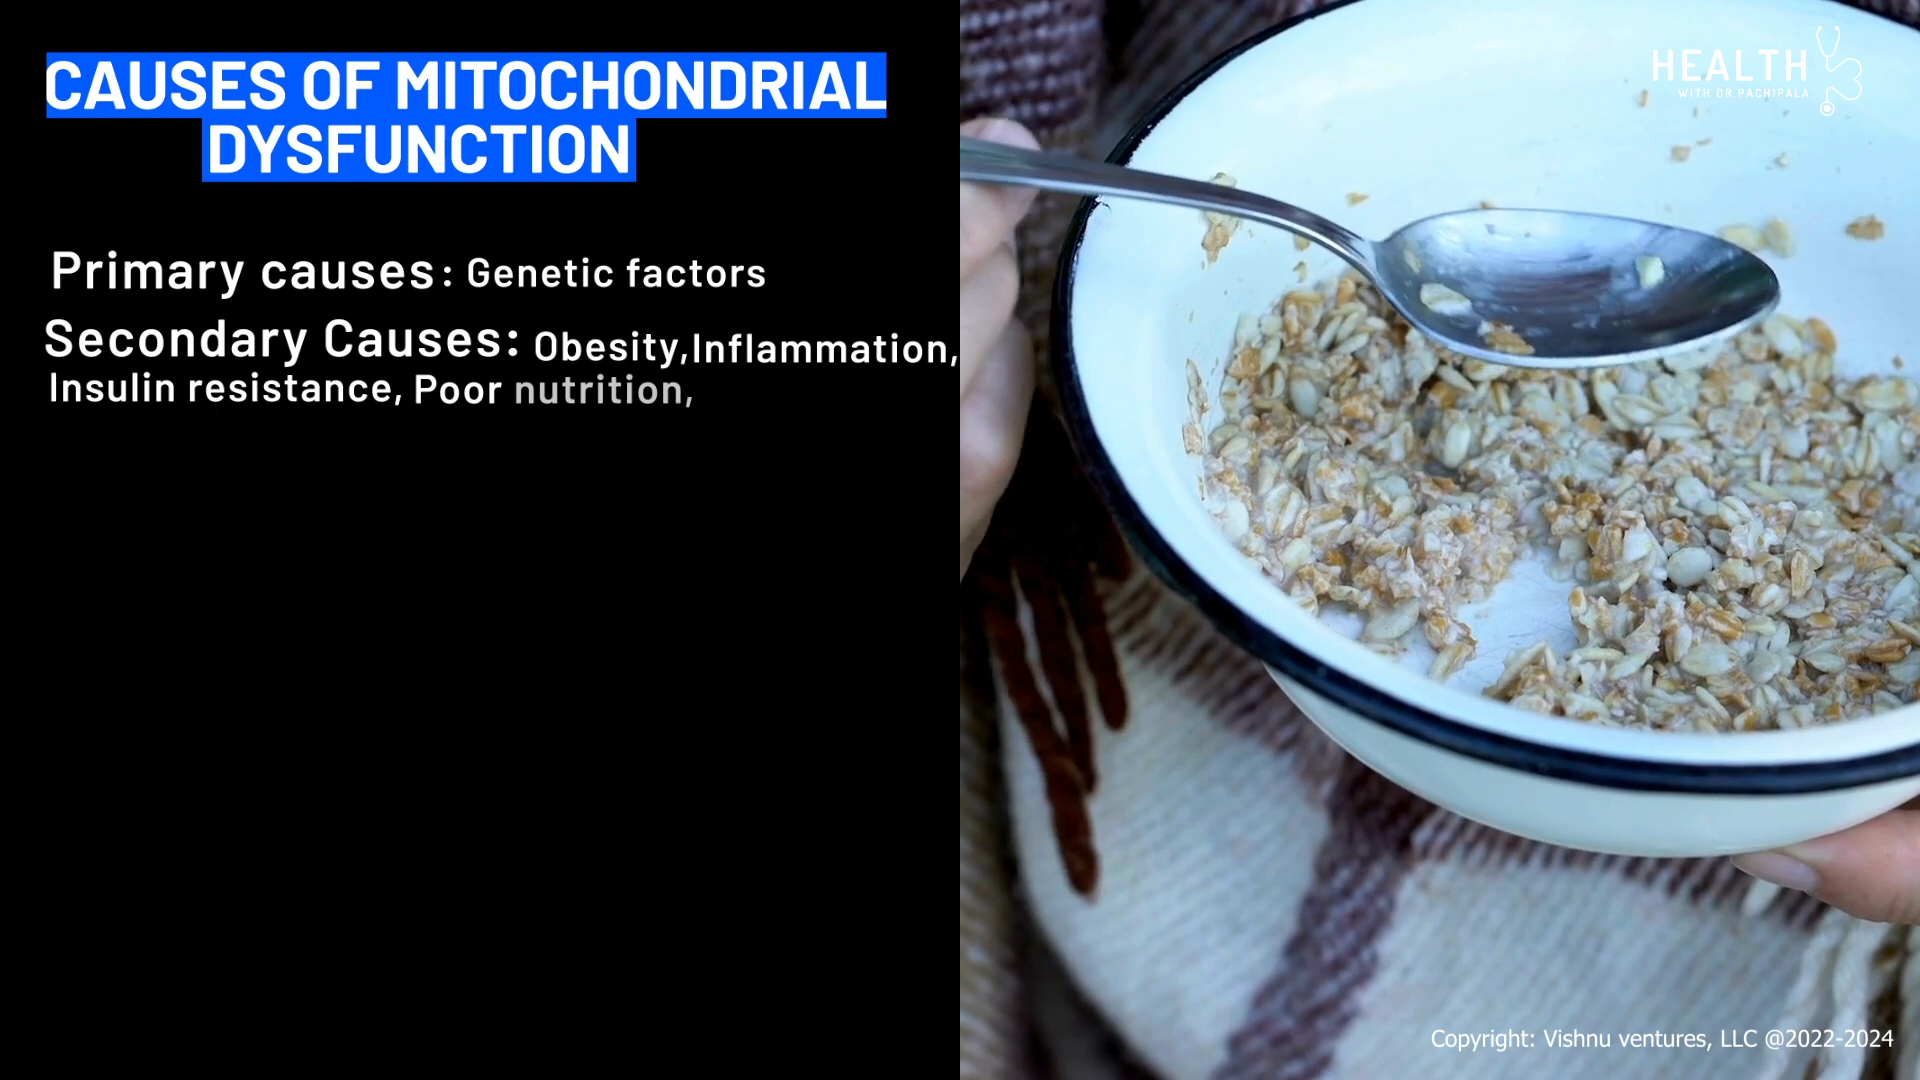 CAUSES OF MITOCHONDRIAL
DYSFUNCTION
Primary causes: Genetic factors
Secondary Causes: Obesity,Inflammation,
Insulin resistance, Poor nutrition,
HEALTH
WITH DR.PACHIPALA
Copyright: Vishnu ventures, LLC @2022-2024